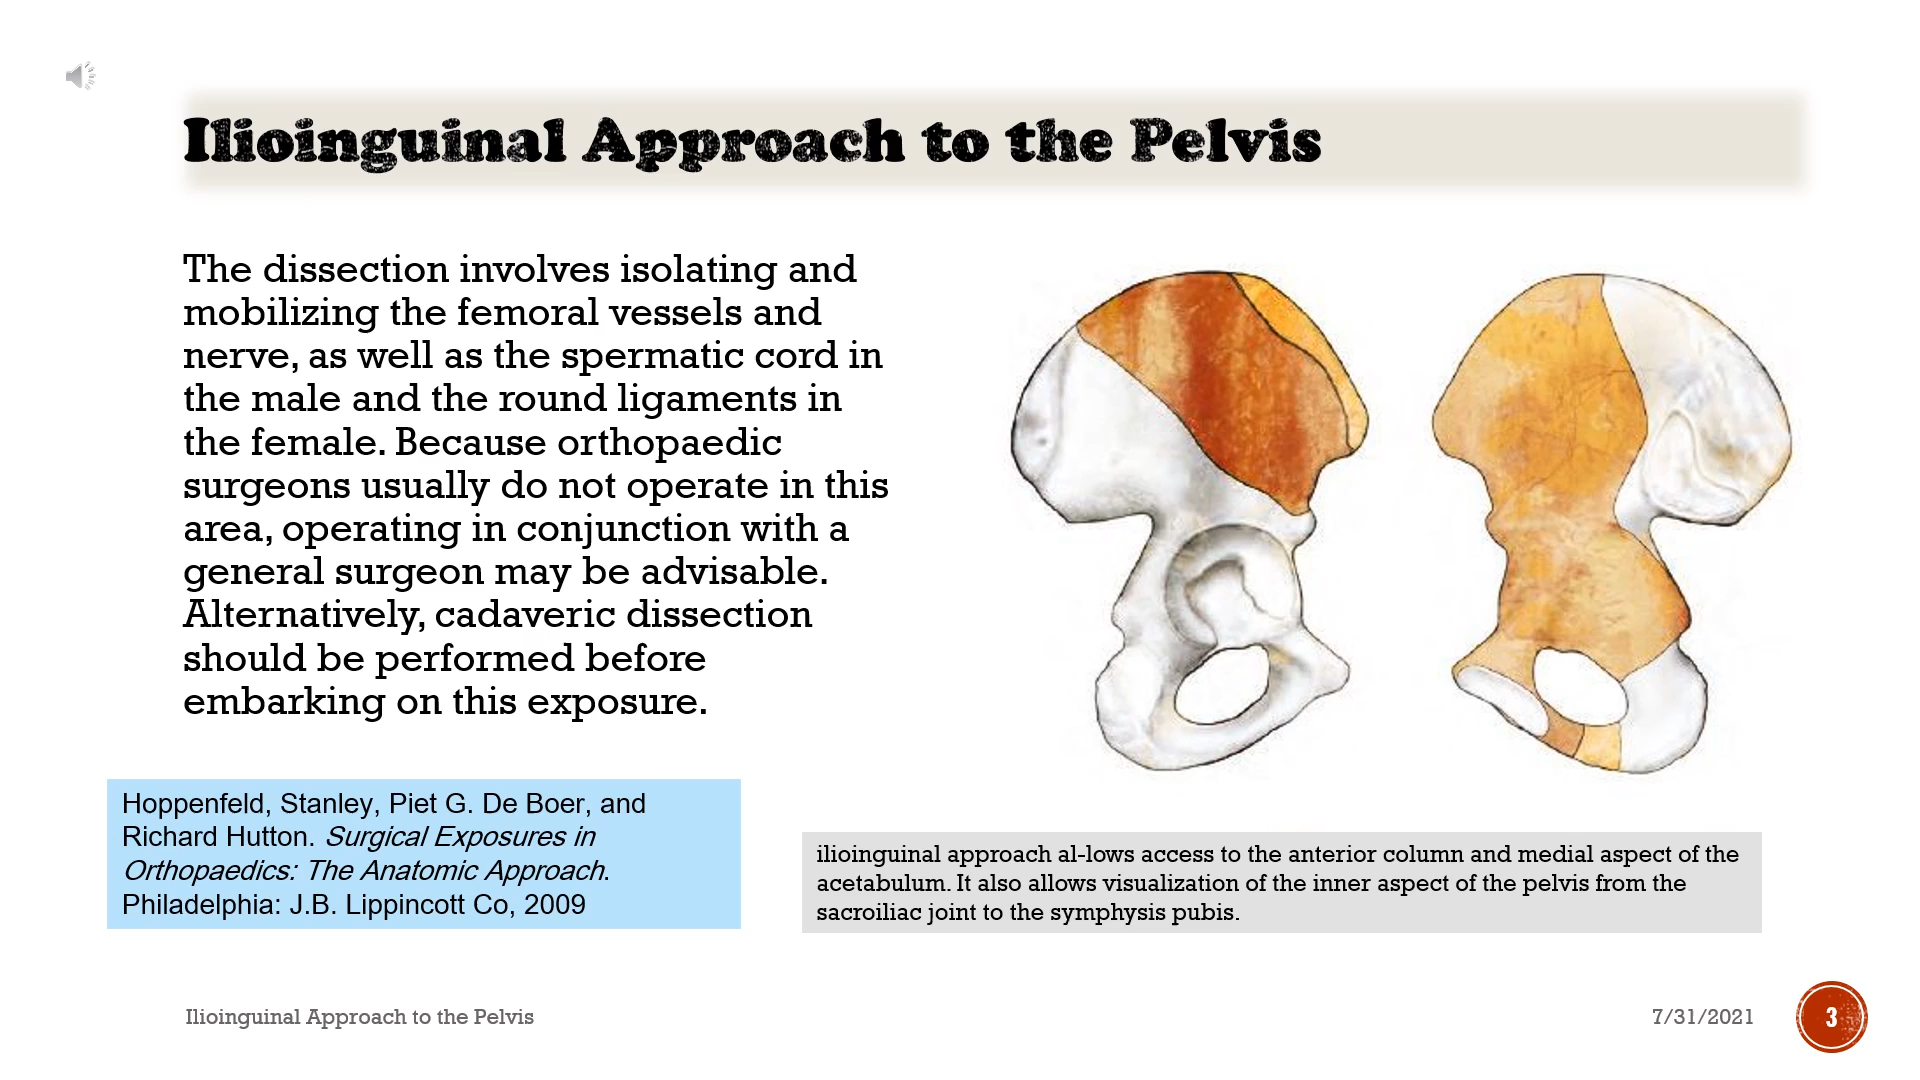 Ilioinguinal Approach to the Pelvis
The dissection involves isolating and
mobilizing the femoral vessels and
nerve, as well as the spermatic cord in
the male and the round ligaments in
the female. Because orthopaedic
surgeons usually do not operate in this
area, operating in conjunction with a
general surgeon may be advisable.
Alternatively, cadaveric dissection
should be performed before
embarking on this exposure.
Hoppenfeld, Stanley, Piet G. De Boer, and
Richard Hutton. Surgical Exposures in
Orthopaedics: The Anatomic Approach.
Philadelphia: J.B. Lippincott Co, 2009
ilioinguinal approach al-lows access to the anterior column and medial aspect of the
acetabulum. It also allows visualization of the inner aspect of the pelvis from the
sacroiliac joint to the symphysis pubis.
Ilioinguinal Approach to the Pelvis
7/31/2021
3